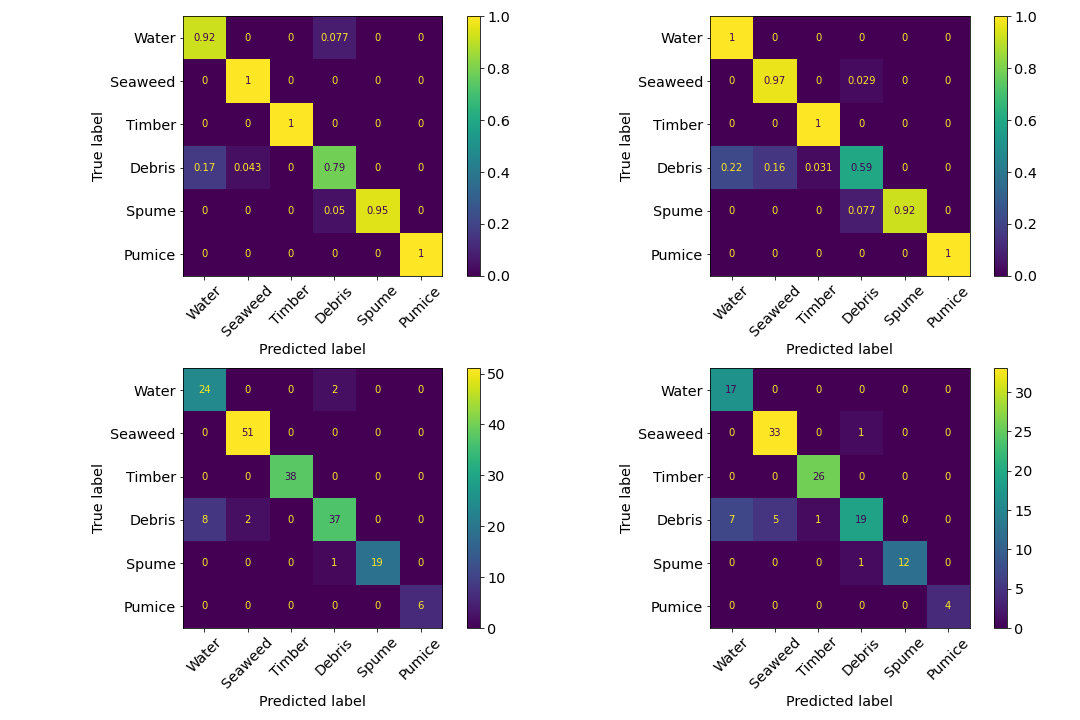 Water 0.92 0 0 0.077 0 0
Seaweed 0 1 0 0 0 0
Timber 0 0 1 0 0 0
Debris 0.17 0.043 0 0.79 0 0
Spume 0 0 0 0.05 0.95 0
Pumice 0 0 0 0 0 1
True label
Water Seaweed Timber Debris Spume Pumice
Predicted label
1.0
0.8
0.6
0.4
0.2
0.0
Water 1 0 0 0 0 0
Seaweed 0 0.97 0 0.029 0 0
Timber 0 0 1 0 0 0
Debris 0.22 0.16 0.031 0.59 0 0
Spume 0 0 0 0.077 0.92 0
Pumice 0 0 0 0 0 1
True label
Water Seaweed Timber Debris Spume Pumice
Predicted label
1.0
0.8
0.6
0.4
0.2
0.0
Water 24 0 0 2 0 0
Seaweed 0 51 0 0 0 0
Timber 0 0 38 0 0 0
Debris 8 2 0 37 0 0
Spume 0 0 0 1 19 0
Pumice 0 0 0 0 0 6
True label
Water Seaweed Timber Debris Spume Pumice
Predicted label
50
40
30
20
10
0
Water 17 0 0 0 0 0
Seaweed 0 33 0 1 0 0
Timber 0 0 26 0 0 0
Debris 7 5 1 19 0 0
Spume 0 0 0 1 12 0
Pumice 0 0 0 0 0 4
True label
Water Seaweed Timber Debris Spume Pumice
Predicted label
30
25
20
15
10
5
0